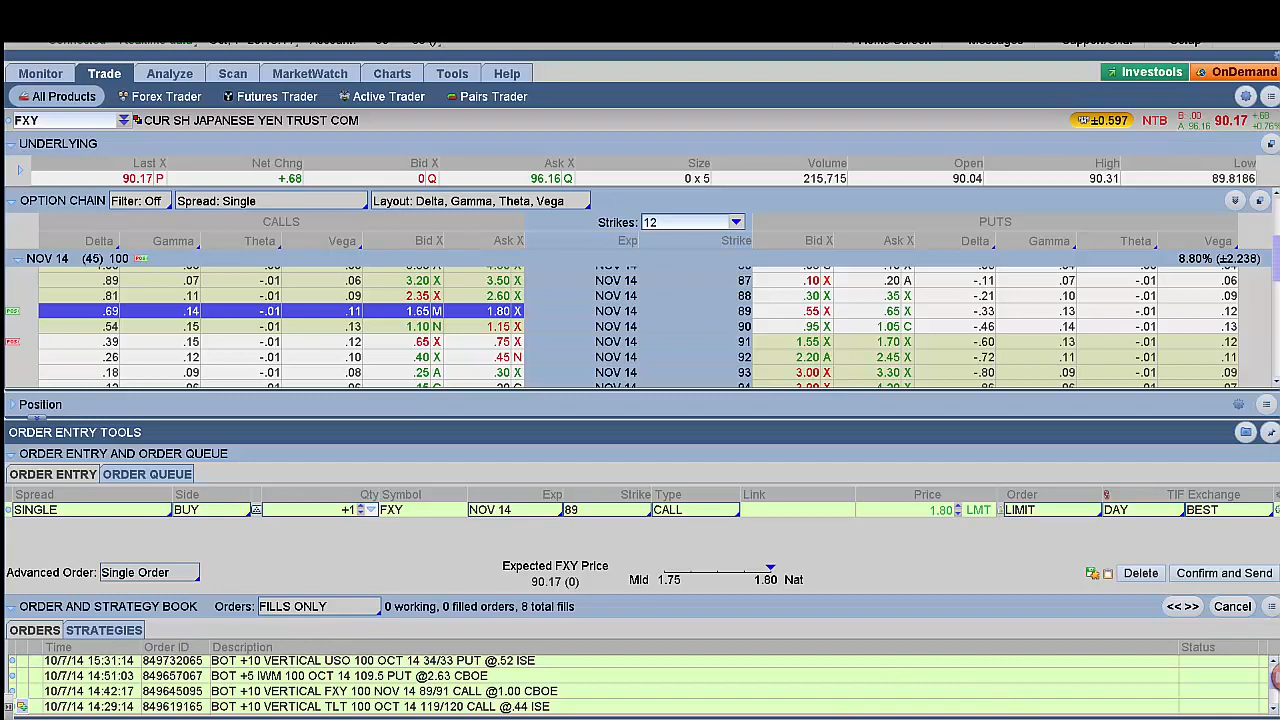 Monitor Trade Analyze Scan MarketWatch Charts Tools Help Investools OnDemand
All Products Forex Trader Futures Trader Active Trader Pairs Trader
FXY CUR SH JAPANESE YEN TRUST COM ±0.597 NTB B: .00 A: 96.16 90.17 +.68 +0.76%
UNDERLYING
Last X Net Chng Bid X Ask X Size Volume Open High Low
90.17 P +.68 0 Q 96.16 Q 0 x 5 215,715 90.04 90.31 89.8186
OPTION CHAIN Filter: Off Spread: Single Layout: Delta, Gamma, Theta, Vega
CALLS Strikes: 12 PUTS
Delta Gamma Theta Vega Bid X Ask X Exp Strike Bid X Ask X Delta Gamma Theta Vega
NOV 14 (45) 100 8.80% (±2.238)
.89 .07 -.01 .06 3.20 X 3.50 X NOV 14 87 .10 X .20 A -.11 .07 -.01 .06
.81 .11 -.01 .09 2.35 X 2.60 X NOV 14 88 .30 X .35 X -.21 .10 -.01 .09
.69 .14 -.01 .11 1.65 M 1.80 X NOV 14 89 .55 X .65 X -.33 .13 -.01 .12
.54 .15 -.01 .13 1.10 N 1.15 X NOV 14 90 .95 X 1.05 C -.46 .14 -.01 .13
.39 .15 -.01 .12 .65 X .75 X NOV 14 91 1.55 X 1.70 X -.60 .13 -.01 .12
.26 .12 -.01 .10 .40 X .45 N NOV 14 92 2.20 A 2.45 X -.72 .11 -.01 .11
.18 .09 -.01 .08 .25 A .30 X NOV 14 93 3.00 X 3.30 X -.80 .09 -.01 .09
Position
ORDER ENTRY TOOLS
ORDER ENTRY AND ORDER QUEUE
ORDER ENTRY ORDER QUEUE
Spread Side Qty Symbol Exp Strike Type Link Price Order TIF Exchange
SINGLE BUY +1 FXY NOV 14 89 CALL 1.80 LMT LIMIT DAY BEST
Advanced Order: Single Order Expected FXY Price 90.17 (0) Mid 1.75 1.80 Nat Delete Confirm and Send
ORDER AND STRATEGY BOOK Orders: FILLS ONLY 0 working, 0 filled orders, 8 total fills << >> Cancel
ORDERS STRATEGIES
Time Order ID Description Status
10/7/14 15:31:14 849732065 BOT +10 VERTICAL USO 100 OCT 14 34/33 PUT @.52 ISE
10/7/14 14:51:03 849657067 BOT +5 IWM 100 OCT 14 109.5 PUT @2.63 CBOE
10/7/14 14:42:17 849645095 BOT +10 VERTICAL FXY 100 NOV 14 89/91 CALL @1.00 CBOE
10/7/14 14:29:14 849619165 BOT +10 VERTICAL TLT 100 OCT 14 119/120 CALL @.44 ISE